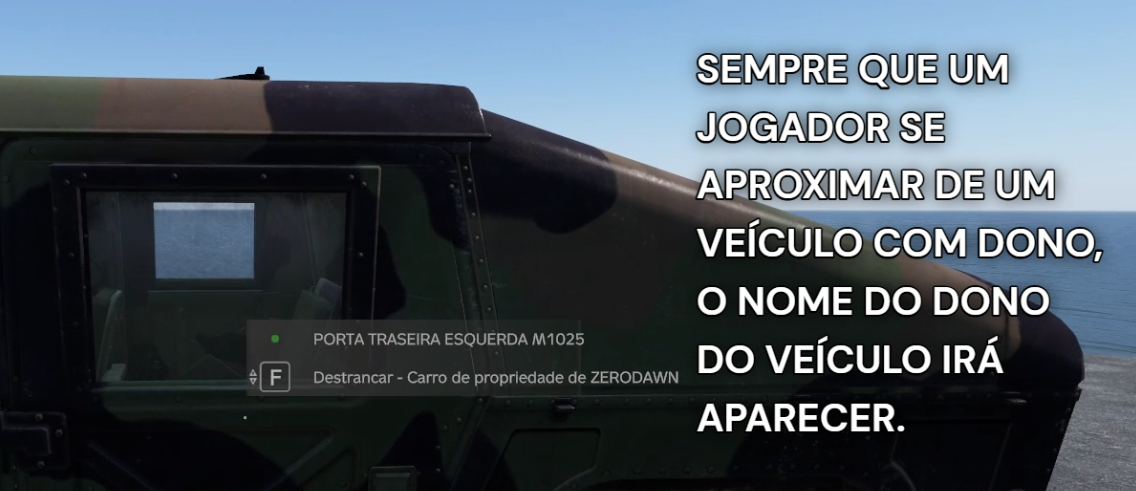 SEMPRE QUE UM
JOGADOR SE
APROXIMAR DE UM
VEÍCULO COM DONO,
O NOME DO DONO
DO VEÍCULO IRÁ
APARECER.
PORTA TRASEIRA ESQUERDA M1025
F Destrancar - Carro de propriedade de ZERODAWN